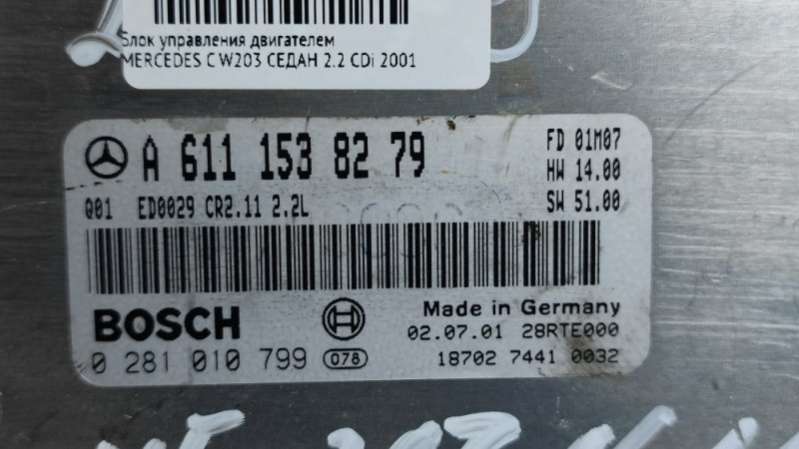 Блок управления двигателем
MERCEDES C W203 СЕДАН 2.2 CDi 2001
A 611 153 82 79
FD 01M07
HW 14.00
Q01 ED0029 CR2.11 2.2L
SW 51.00
BOSCH
Made in Germany
02.07.01 28RTE000
0 281 010 799 078
18702 7441 0032